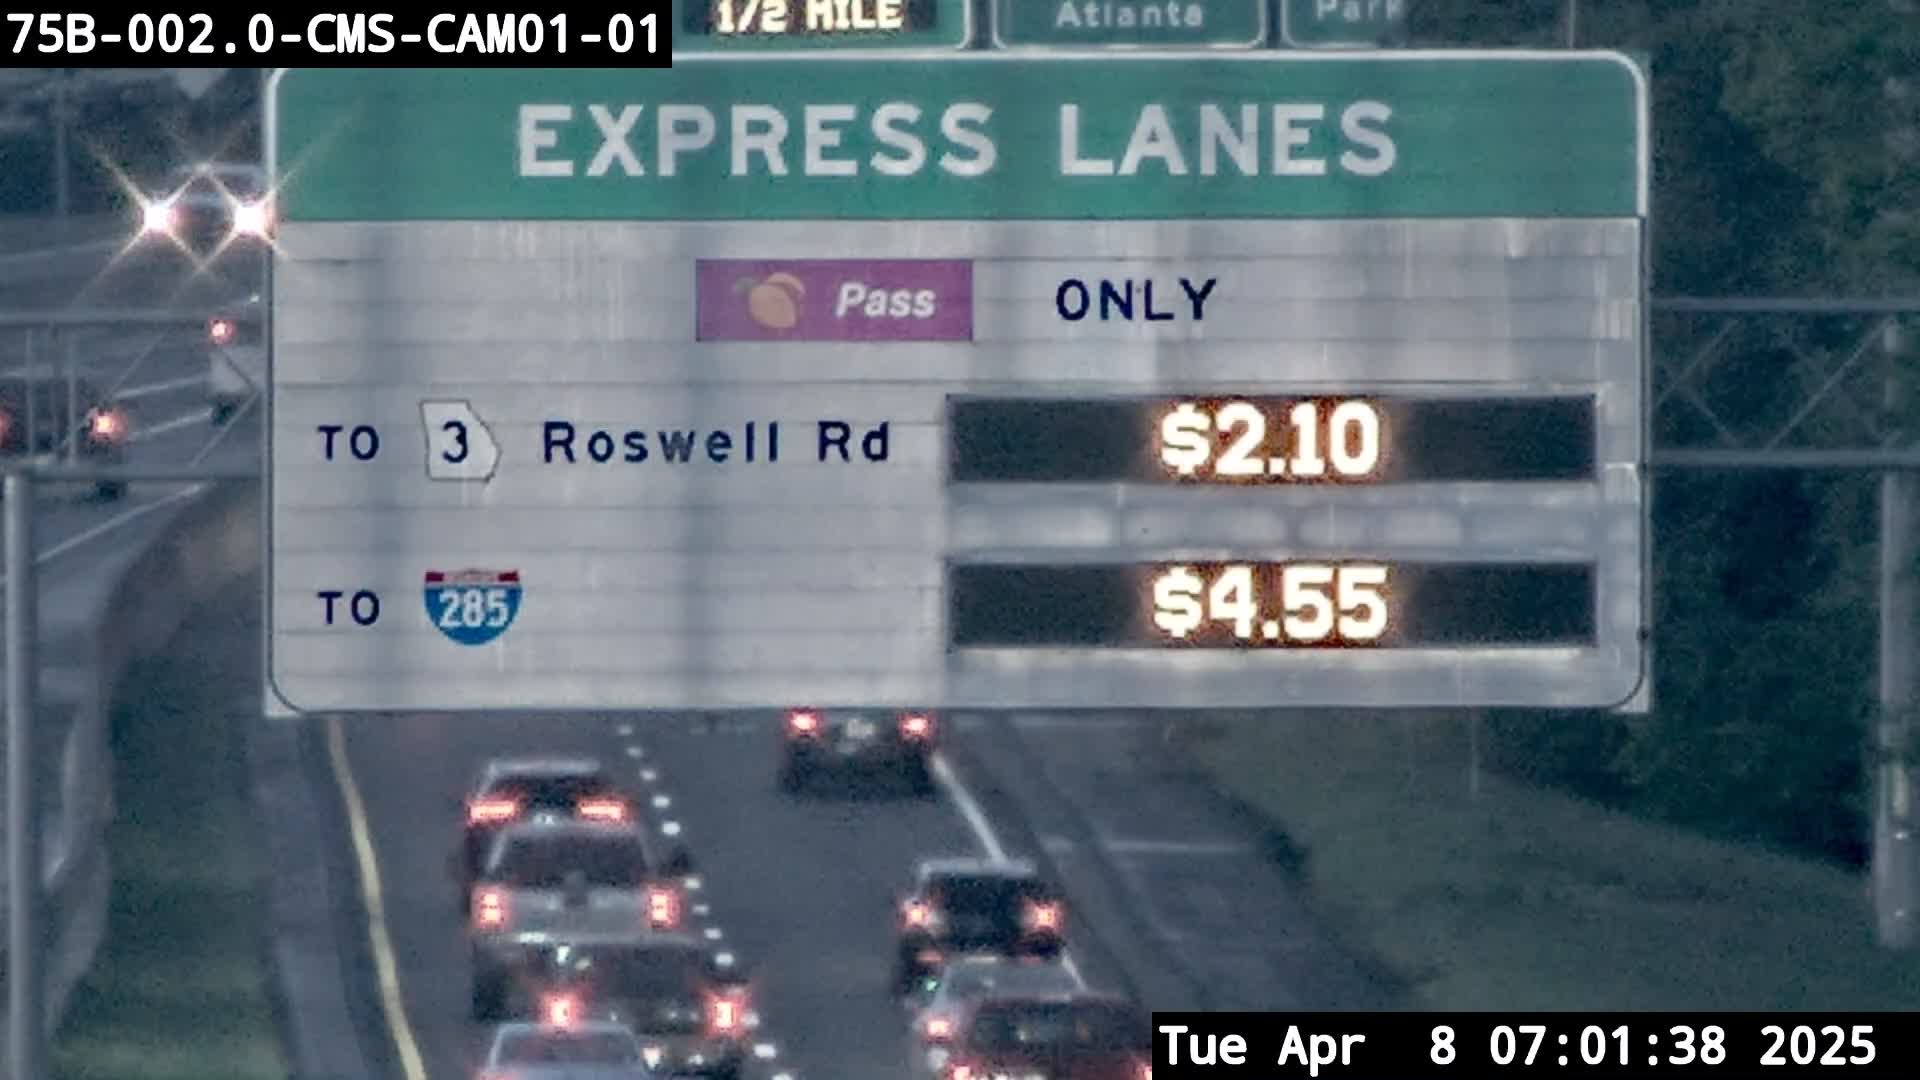 75B-002.0-CMS-CAM01-01
1/2 MILE
Atlanta
Park
EXPRESS LANES
Pass ONLY
TO 3 Roswell Rd $2.10
TO 285 $4.55
Tue Apr 8 07:01:38 2025